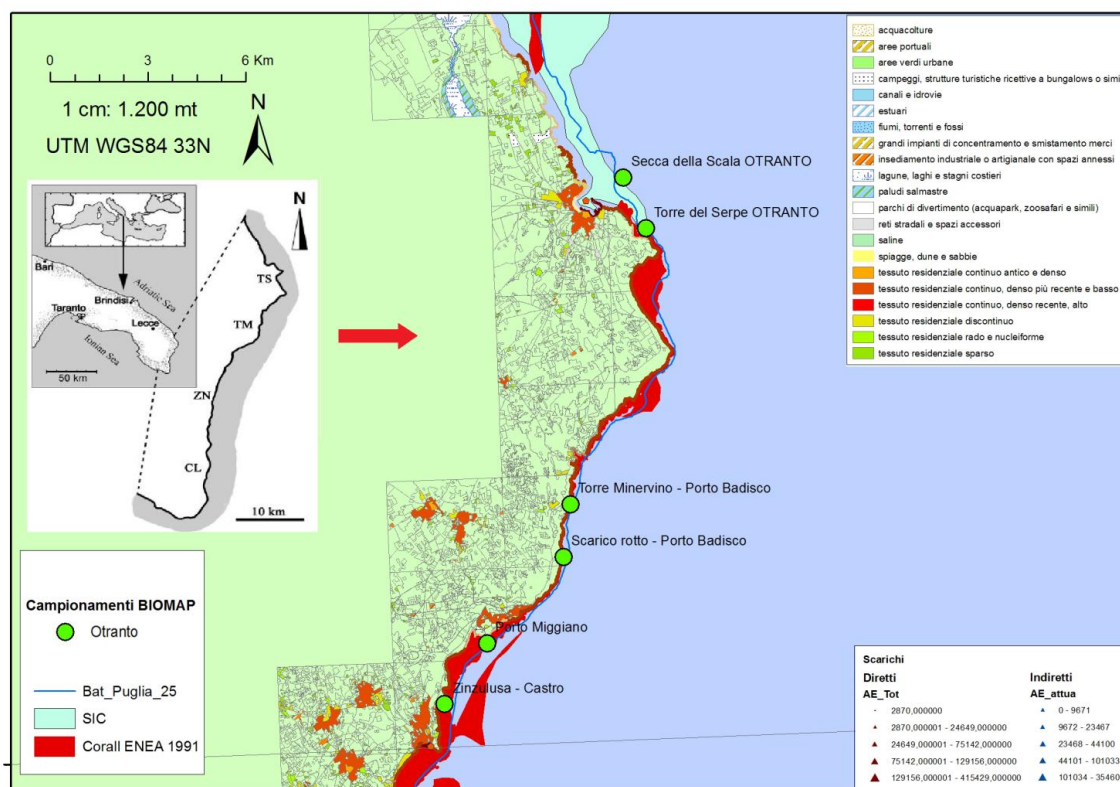 0 3 6 Km
1 cm: 1.200 mt
UTM WGS84 33N
N
N
Bari
Brindisi
Adriatic Sea
Taranto
Lecce
Ionian Sea
50 km
TS
TM
ZN
CL
10 km
Campionamenti BIOMAP
Otranto
Bat_Puglia_25
SIC
Corall ENEA 1991
Secca della Scala OTRANTO
Torre del Serpe OTRANTO
Torre Minervino - Porto Badisco
Scarico rotto - Porto Badisco
Porto Miggiano
Zinzulusa - Castro
acquacolture
aree portuali
aree verdi urbane
campeggi, strutture turistiche ricettive a bungalows o simi
canali e idrovie
estuari
fiumi, torrenti e fossi
grandi impianti di concentramento e smistamento merci
insediamento industriale o artigianale con spazi annessi
lagune, laghi e stagni costieri
paludi salmastre
parchi di divertimento (acquapark, zoosafari e simili)
reti stradali e spazi accessori
saline
spiagge, dune e sabbie
tessuto residenziale continuo antico e denso
tessuto residenziale continuo, denso più recente e basso
tessuto residenziale continuo, denso recente, alto
tessuto residenziale discontinuo
tessuto residenziale rado e nucleiforme
tessuto residenziale sparso
Scarichi
Diretti
AE_Tot
2870,000000
2870,000001 - 24649,000000
24649,000001 - 75142,000000
75142,000001 - 129156,000000
129156,000001 - 415429,000000
Indiretti
AE_attua
0 - 9671
9672 - 23467
23468 - 44100
44101 - 101033
101034 - 35460